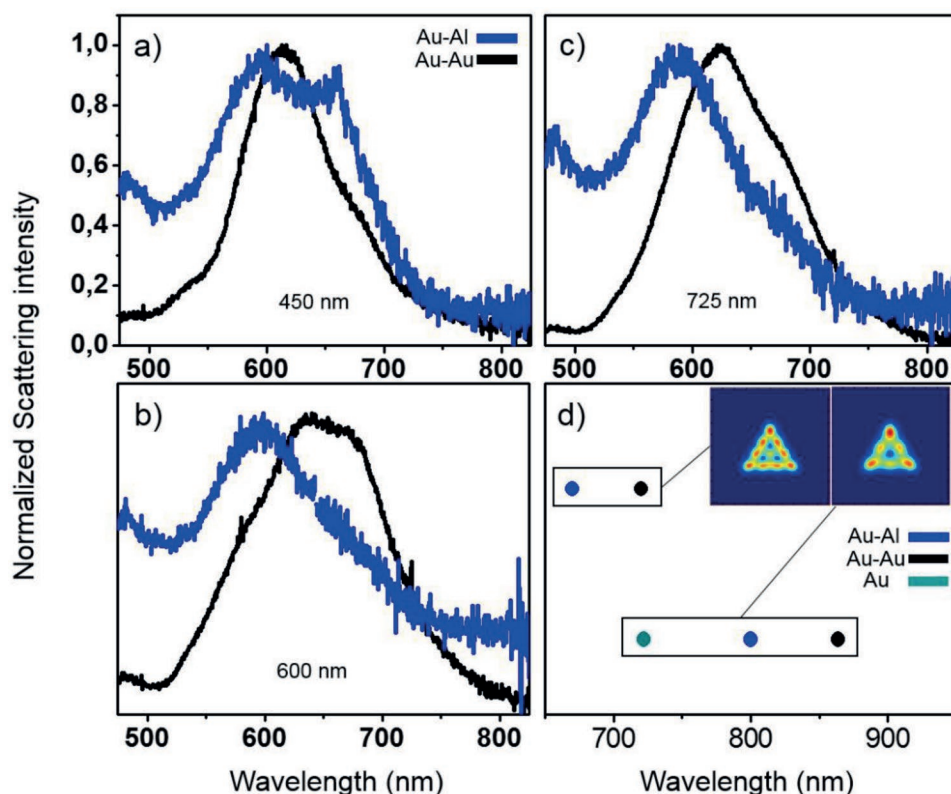 Normalized Scattering intensity
a)
Au-Al
Au-Au
1,0
0,8
0,6
0,4
0,2
0,0
450 nm
500 600 700 800
c)
725 nm
500 600 700 800
b)
600 nm
500 600 700 800
Wavelength (nm)
d)
Au-Al
Au-Au
Au
700 800 900
Wavelength (nm)